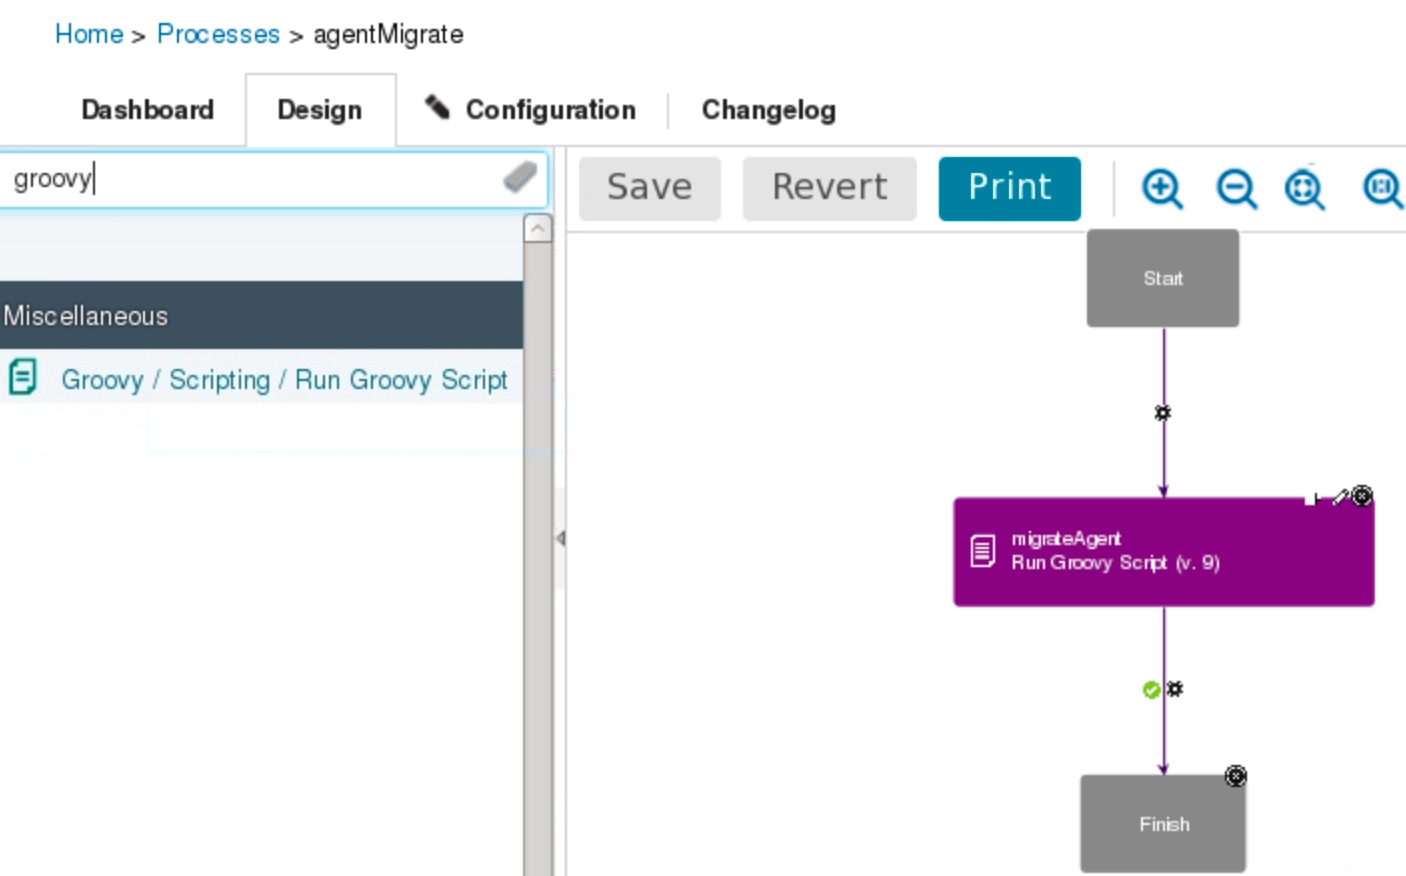 Home > Processes > agentMigrate
Dashboard Design Configuration Changelog
groovy
Save Revert Print
Miscellaneous
Groovy / Scripting / Run Groovy Script
Start
migrateAgent
Run Groovy Script (v. 9)
Finish